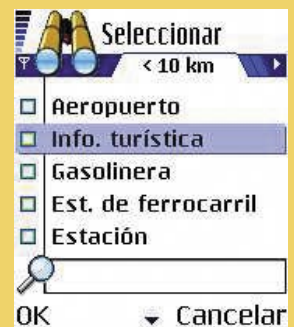 Seleccionar
< 10 km
Aeropuerto
Info. turística
Gasolinera
Est. de ferrocarril
Estación
OK Cancelar